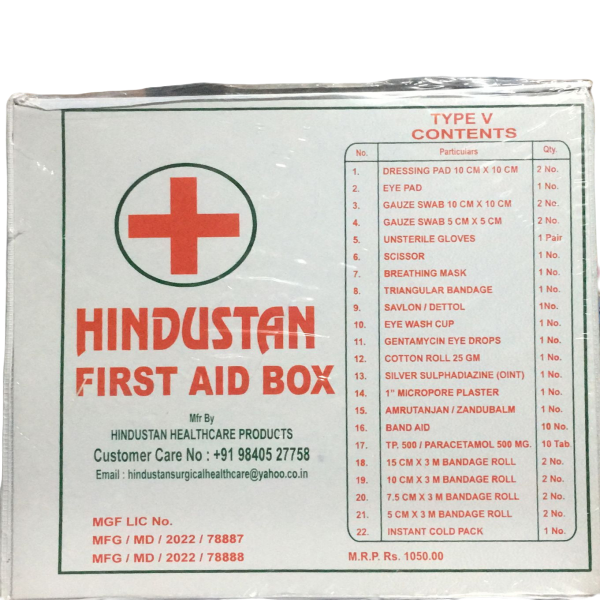 HINDUSTAN
FIRST AID BOX
Mfr By
HINDUSTAN HEALTHCARE PRODUCTS
Customer Care No : +91 98405 27758
Email : hindustansurgicalhealthcare@yahoo.co.in
MGF LIC No.
MFG / MD / 2022 / 78887
MFG / MD / 2022 / 78888
TYPE V
CONTENTS
No. Particulars Qty.
1. DRESSING PAD 10 CM X 10 CM 2 No.
2. EYE PAD 1 No.
3. GAUZE SWAB 10 CM X 10 CM 2 No.
4. GAUZE SWAB 5 CM X 5 CM 2 No.
5. UNSTERILE GLOVES 1 Pair
6. SCISSOR 1 No.
7. BREATHING MASK 1 No.
8. TRIANGULAR BANDAGE 1 No.
9. SAVLON / DETTOL 1No.
10. EYE WASH CUP 1 No.
11. GENTAMYCIN EYE DROPS 1 No.
12. COTTON ROLL 25 GM 1 No.
13. SILVER SULPHADIAZINE (OINT) 1 No.
14. 1" MICROPORE PLASTER 1 No.
15. AMRUTANJAN / ZANDUBALM 1 No.
16. BAND AID 10 No.
17. TP. 500 / PARACETAMOL 500 MG. 10 Tab.
18 15 CM X 3 M BANDAGE ROLL 2 No.
19. 10 CM X 3 M BANDAGE ROLL 2 No.
20. 7.5 CM X 3 M BANDAGE ROLL 2 No.
21. 5 CM X 3 M BANDAGE ROLL 2 No.
22. INSTANT COLD PACK 1 No.
M.R.P. Rs. 1050.00